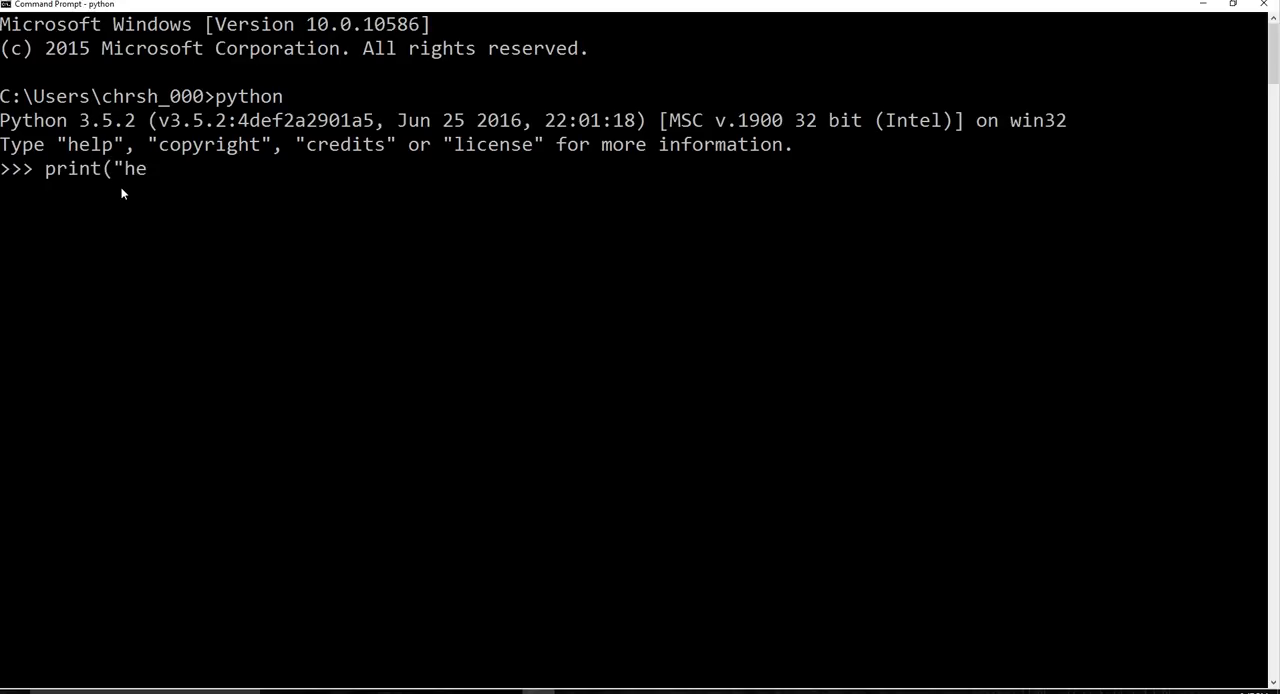 Command Prompt - python
Microsoft Windows [Version 10.0.10586]
(c) 2015 Microsoft Corporation. All rights reserved.
C:\Users\chrsh_000>python
Python 3.5.2 (v3.5.2:4def2a2901a5, Jun 25 2016, 22:01:18) [MSC v.1900 32 bit (Intel)] on win32
Type "help", "copyright", "credits" or "license" for more information.
>>> print("he